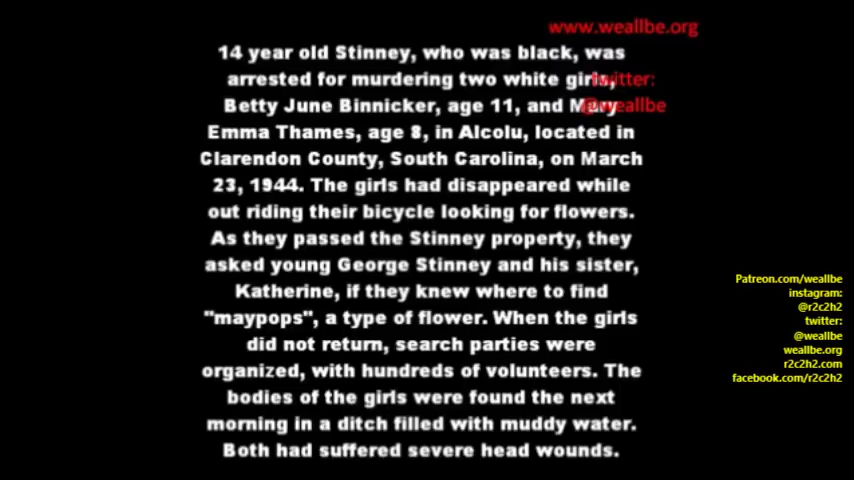 www.weallbe.org
14 year old Stinney, who was black, was
arrested for murdering two white girls,
twitter:
Betty June Binnicker, age 11, and Mary
@weallbe
Emma Thames, age 8, in Alcolu, located in
Clarendon County, South Carolina, on March
23, 1944. The girls had disappeared while
out riding their bicycle looking for flowers.
As they passed the Stinney property, they
asked young George Stinney and his sister,
Katherine, if they knew where to find
"maypops", a type of flower. When the girls
did not return, search parties were
organized, with hundreds of volunteers. The
bodies of the girls were found the next
morning in a ditch filled with muddy water.
Both had suffered severe head wounds.
Patreon.com/weallbe
instagram:
@r2c2h2
twitter:
@weallbe
weallbe.org
r2c2h2.com
facebook.com/r2c2h2